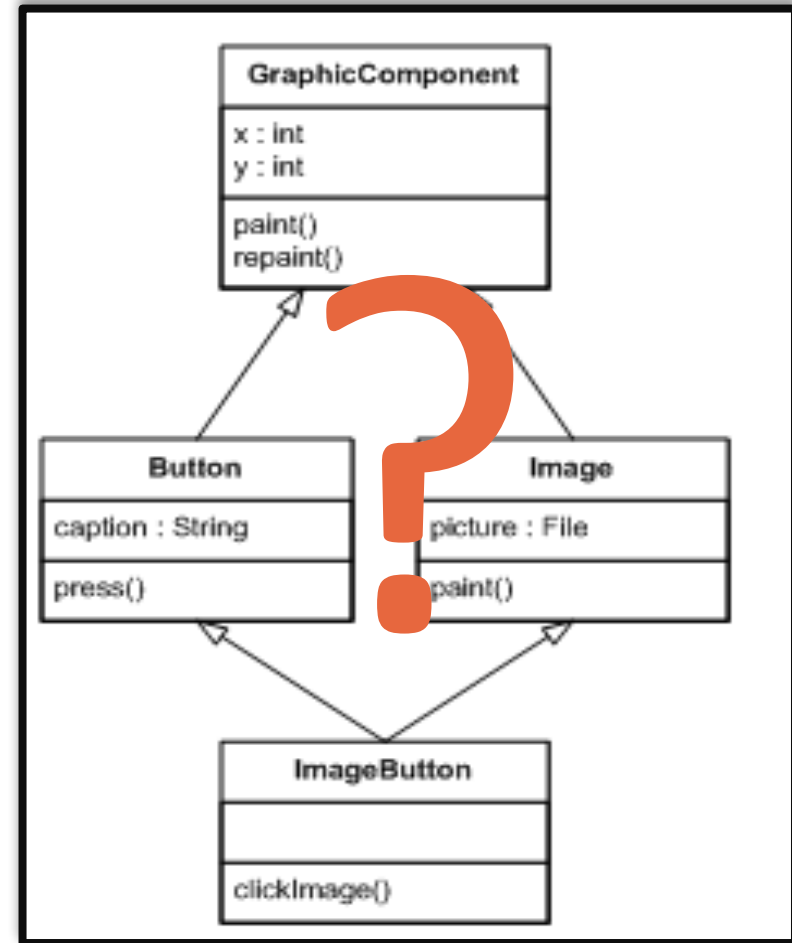 GraphicComponent
x : int
y : int
paint()
repaint()
?
Button
caption : String
press()
Image
picture : File
paint()
ImageButton
clickImage()